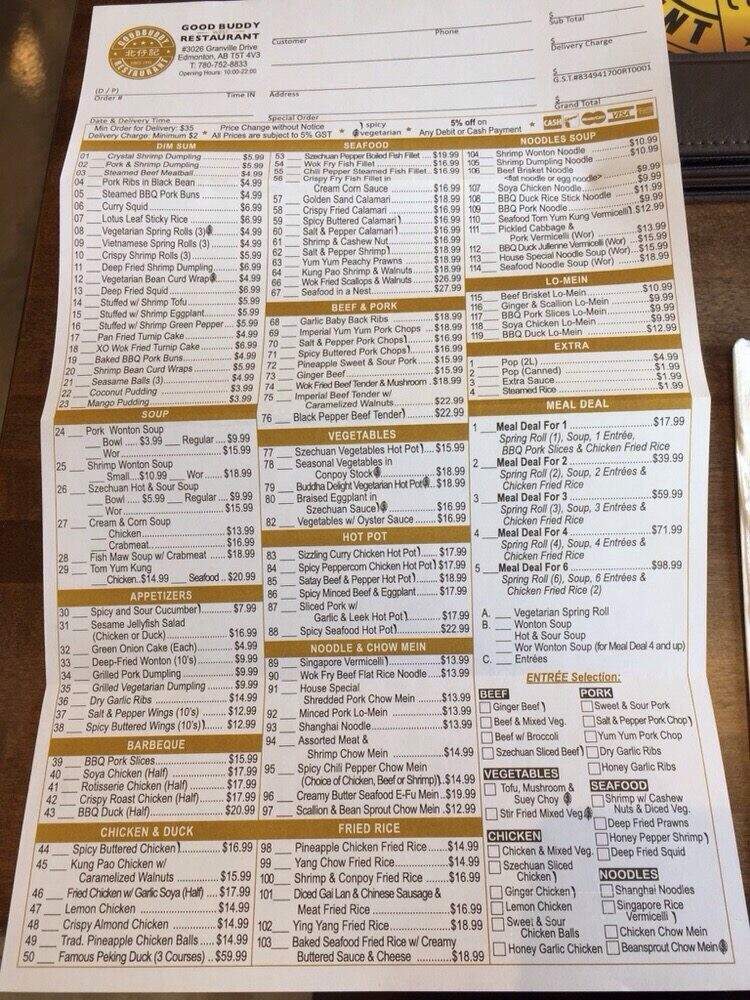 GOODBUDDY
北仔記
RESTAURANT
GOOD BUDDY
RESTAURANT
#3026 Granville Drive
Edmonton, AB T5T 4V3
T: 780-752-8833
Opening Hours: 10:00-22:00
(D / P)
Order #
Time IN
Customer
Phone
Address
Date & Delivery Time
Special Order
$
Sub Total
$
Delivery Charge
$
G.S.T.#834941700RT0001
$
Grand Total
Min Order for Delivery: $35
Delivery Charge: Minimum $2
* Price Change without Notice
All Prices are subject to 5% GST
* spicy
vegetarian
* 5% off on
Any Debit or Cash Payment
* CASH
VISA
DIM SUM
01 Crystal Shrimp Dumpling $5.99
02 Pork & Shrimp Dumpling $5.99
03 Steamed Beef Meatball $4.99
04 Pork Ribs in Black Bean $4.99
05 Steamed BBQ Pork Buns $4.99
06 Curry Squid $6.99
07 Lotus Leaf Sticky Rice $6.99
08 Vegetarian Spring Rolls (3) $4.99
09 Vietnamese Spring Rolls (3) $4.99
10 Crispy Shrimp Rolls (3) $5.99
11 Deep Fried Shrimp Dumpling $6.99
12 Vegetarian Bean Curd Wrap $4.99
13 Deep Fried Squid $6.99
14 Stuffed w/ Shrimp Tofu $5.99
15 Stuffed w/ Shrimp Eggplant $5.99
16 Stuffed w/ Shrimp Green Pepper $5.99
17 Pan Fried Turnip Cake $4.99
18 XO Wok Fried Turnip Cake $6.99
19 Baked BBQ Pork Buns $4.99
20 Shrimp Bean Curd Wraps $5.99
21 Seasame Balls (3) $4.99
22 Coconut Pudding $3.99
23 Mango Pudding $3.99
SOUP
24 Pork Wonton Soup
Bowl $3.99 Regular $9.99
Wor $15.99
25 Shrimp Wonton Soup
Small $10.99 Wor $18.99
26 Szechuan Hot & Sour Soup
Bowl $5.99 Regular $9.99
Wor $15.99
27 Cream & Corn Soup
Chicken $13.99
Crabmeat $16.99
28 Fish Maw Soup w/ Crabmeat $18.99
29 Tom Yum Kung
Chicken $14.99 Seafood $20.99
APPETIZERS
30 Spicy and Sour Cucumber $7.99
31 Sesame Jellyfish Salad
(Chicken or Duck) $16.99
32 Green Onion Cake (Each) $4.99
33 Deep-Fried Wonton (10's) $9.99
34 Grilled Pork Dumpling $9.99
35 Grilled Vegetarian Dumpling $9.99
36 Dry Garlic Ribs $14.99
37 Salt & Pepper Wings (10's) $12.99
38 Spicy Buttered Wings (10's) $12.99
BARBEQUE
39 BBQ Pork Slices $15.99
40 Soya Chicken (Half) $17.99
41 Rotisserie Chicken (Half) $17.99
42 Crispy Roast Chicken (Half) $17.99
43 BBQ Duck (Half) $20.99
CHICKEN & DUCK
44 Spicy Buttered Chicken $16.99
45 Kung Pao Chicken w/
Caramelized Walnuts $15.99
46 Fried Chicken w/ Garlic Soya (Half) $17.99
47 Lemon Chicken $14.99
48 Crispy Almond Chicken $14.99
49 Trad. Pineapple Chicken Balls $14.99
50 Famous Peking Duck (3 Courses) $59.99
SEAFOOD
53 Szechuan Pepper Boiled Fish Fillet $19.99
54 Wok Fry Fish Fillet $16.99
55 Chili Pepper Steamed Fish Fillet $16.99
56 Crispy Fry Fish Fillet in
Cream Corn Sauce $16.99
57 Golden Sand Calamari $18.99
58 Crispy Fried Calamari $16.99
59 Spicy Buttered Calamari $16.99
60 Salt & Pepper Calamari $16.99
61 Shrimp & Cashew Nut $16.99
62 Salt & Pepper Shrimp $18.99
63 Yum Yum Peachy Prawns $18.99
64 Kung Pao Shrimp & Walnuts $18.99
66 Wok Fried Scallops & Walnuts $26.99
67 Seafood in a Nest $27.99
BEEF & PORK
68 Garlic Baby Back Ribs $18.99
69 Imperial Yum Yum Pork Chops $18.99
70 Salt & Pepper Pork Chops $16.99
71 Spicy Buttered Pork Chops $16.99
72 Pineapple Sweet & Sour Pork $15.99
73 Ginger Beef $15.99
74 Wok Fried Beef Tender & Mushroom $18.99
75 Imperial Beef Tender w/
Caramelized Walnuts $22.99
76 Black Pepper Beef Tender $22.99
VEGETABLES
77 Szechuan Vegetables Hot Pot $15.99
78 Seasonal Vegetables in
Conpoy Stock $18.99
79 Buddha Delight Vegetarian Hot Pot $18.99
80 Braised Eggplant in
Szechuan Sauce $16.99
82 Vegetables w/ Oyster Sauce $16.99
HOT POT
83 Sizzling Curry Chicken Hot Pot $17.99
84 Spicy Peppercorn Chicken Hot Pot $17.99
85 Satay Beef & Pepper Hot Pot $18.99
86 Spicy Minced Beef & Eggplant $17.99
87 Sliced Pork w/
Garlic & Leek Hot Pot $17.99
88 Spicy Seafood Hot Pot $22.99
NOODLE & CHOW MEIN
89 Singapore Vermicelli $13.99
90 Wok Fry Beef Flat Rice Noodle $13.99
91 House Special
Shredded Pork Chow Mein $13.99
92 Minced Pork Lo-Mein $13.99
93 Shanghai Noodle $13.99
94 Assorted Meat &
Shrimp Chow Mein $14.99
95 Spicy Chili Pepper Chow Mein
(Choice of Chicken, Beef or Shrimp) $14.99
96 Creamy Butter Seafood E-Fu Mein $19.99
97 Scallion & Bean Sprout Chow Mein $12.99
FRIED RICE
98 Pineapple Chicken Fried Rice $14.99
99 Yang Chow Fried Rice $14.99
100 Shrimp & Conpoy Fried Rice $16.99
101 Diced Gai Lan & Chinese Sausage &
Meat Fried Rice $16.99
102 Ying Yang Fried Rice $18.99
103 Baked Seafood Fried Rice w/ Creamy
Buttered Sauce & Cheese $18.99
NOODLES SOUP
104 Shrimp Wonton Noodle $10.99
105 Shrimp Dumpling Noodle $10.99
106 Beef Brisket Noodle $9.99
<flat noodle or egg noodle> $9.99
107 Soya Chicken Noodle $11.99
108 BBQ Duck Rice Stick Noodle $9.99
109 BBQ Pork Noodle
110 Seafood Tom Yum Kung Vermicelli $12.99
111 Pickled Cabbage &
Pork Vermicelli (Wor) $13.99
112 BBQ Duck Julienne Vermicelli (Wor) $15.99
113 House Special Noodle Soup (Wor) $15.99
114 Seafood Noodle Soup (Wor) $18.99
LO-MEIN
115 Beef Brisket Lo-Mein $10.99
116 Ginger & Scallion Lo-Mein $9.99
117 BBQ Pork Slices Lo-Mein $9.99
118 Soya Chicken Lo-Mein $9.99
119 BBQ Duck Lo-Mein $12.99
EXTRA
1 Pop (2L) $4.99
2 Pop (Canned) $1.99
3 Extra Sauce $1.99
4 Steamed Rice $1.99
MEAL DEAL
1 Meal Deal For 1 $17.99
Spring Roll (1), Soup, 1 Entrée,
BBQ Pork Slices & Chicken Fried Rice
2 Meal Deal For 2 $39.99
Spring Roll (2), Soup, 2 Entrées &
Chicken Fried Rice
3 Meal Deal For 3 $59.99
Spring Roll (3), Soup, 3 Entrées &
Chicken Fried Rice
4 Meal Deal For 4 $71.99
Spring Roll (4), Soup, 4 Entrées &
Chicken Fried Rice
5 Meal Deal For 6 $98.99
Spring Roll (6), Soup, 6 Entrées &
Chicken Fried Rice (2)
A. Vegetarian Spring Roll
B. Wonton Soup
Hot & Sour Soup
Wor Wonton Soup (for Meal Deal 4 and up)
C. Entrées
ENTRÉE Selection:
BEEF
Ginger Beef
Beef & Mixed Veg.
Beef w/ Broccoli
Szechuan Sliced Beef
VEGETABLES
Tofu, Mushroom &
Suey Choy
Stir Fried Mixed Veg.
CHICKEN
Chicken & Mixed Veg.
Szechuan Sliced
Chicken
Ginger Chicken
Lemon Chicken
Sweet & Sour
Chicken Balls
Honey Garlic Chicken
PORK
Sweet & Sour Pork
Salt & Pepper Pork Chop
Yum Yum Pork Chop
Dry Garlic Ribs
Honey Garlic Ribs
SEAFOOD
Shrimp w/ Cashew
Nuts & Diced Veg.
Deep Fried Prawns
Honey Pepper Shrimp
Deep Fried Squid
NOODLES
Shanghai Noodles
Singapore Rice
Vermicelli
Chicken Chow Mein
Beansprout Chow Mein